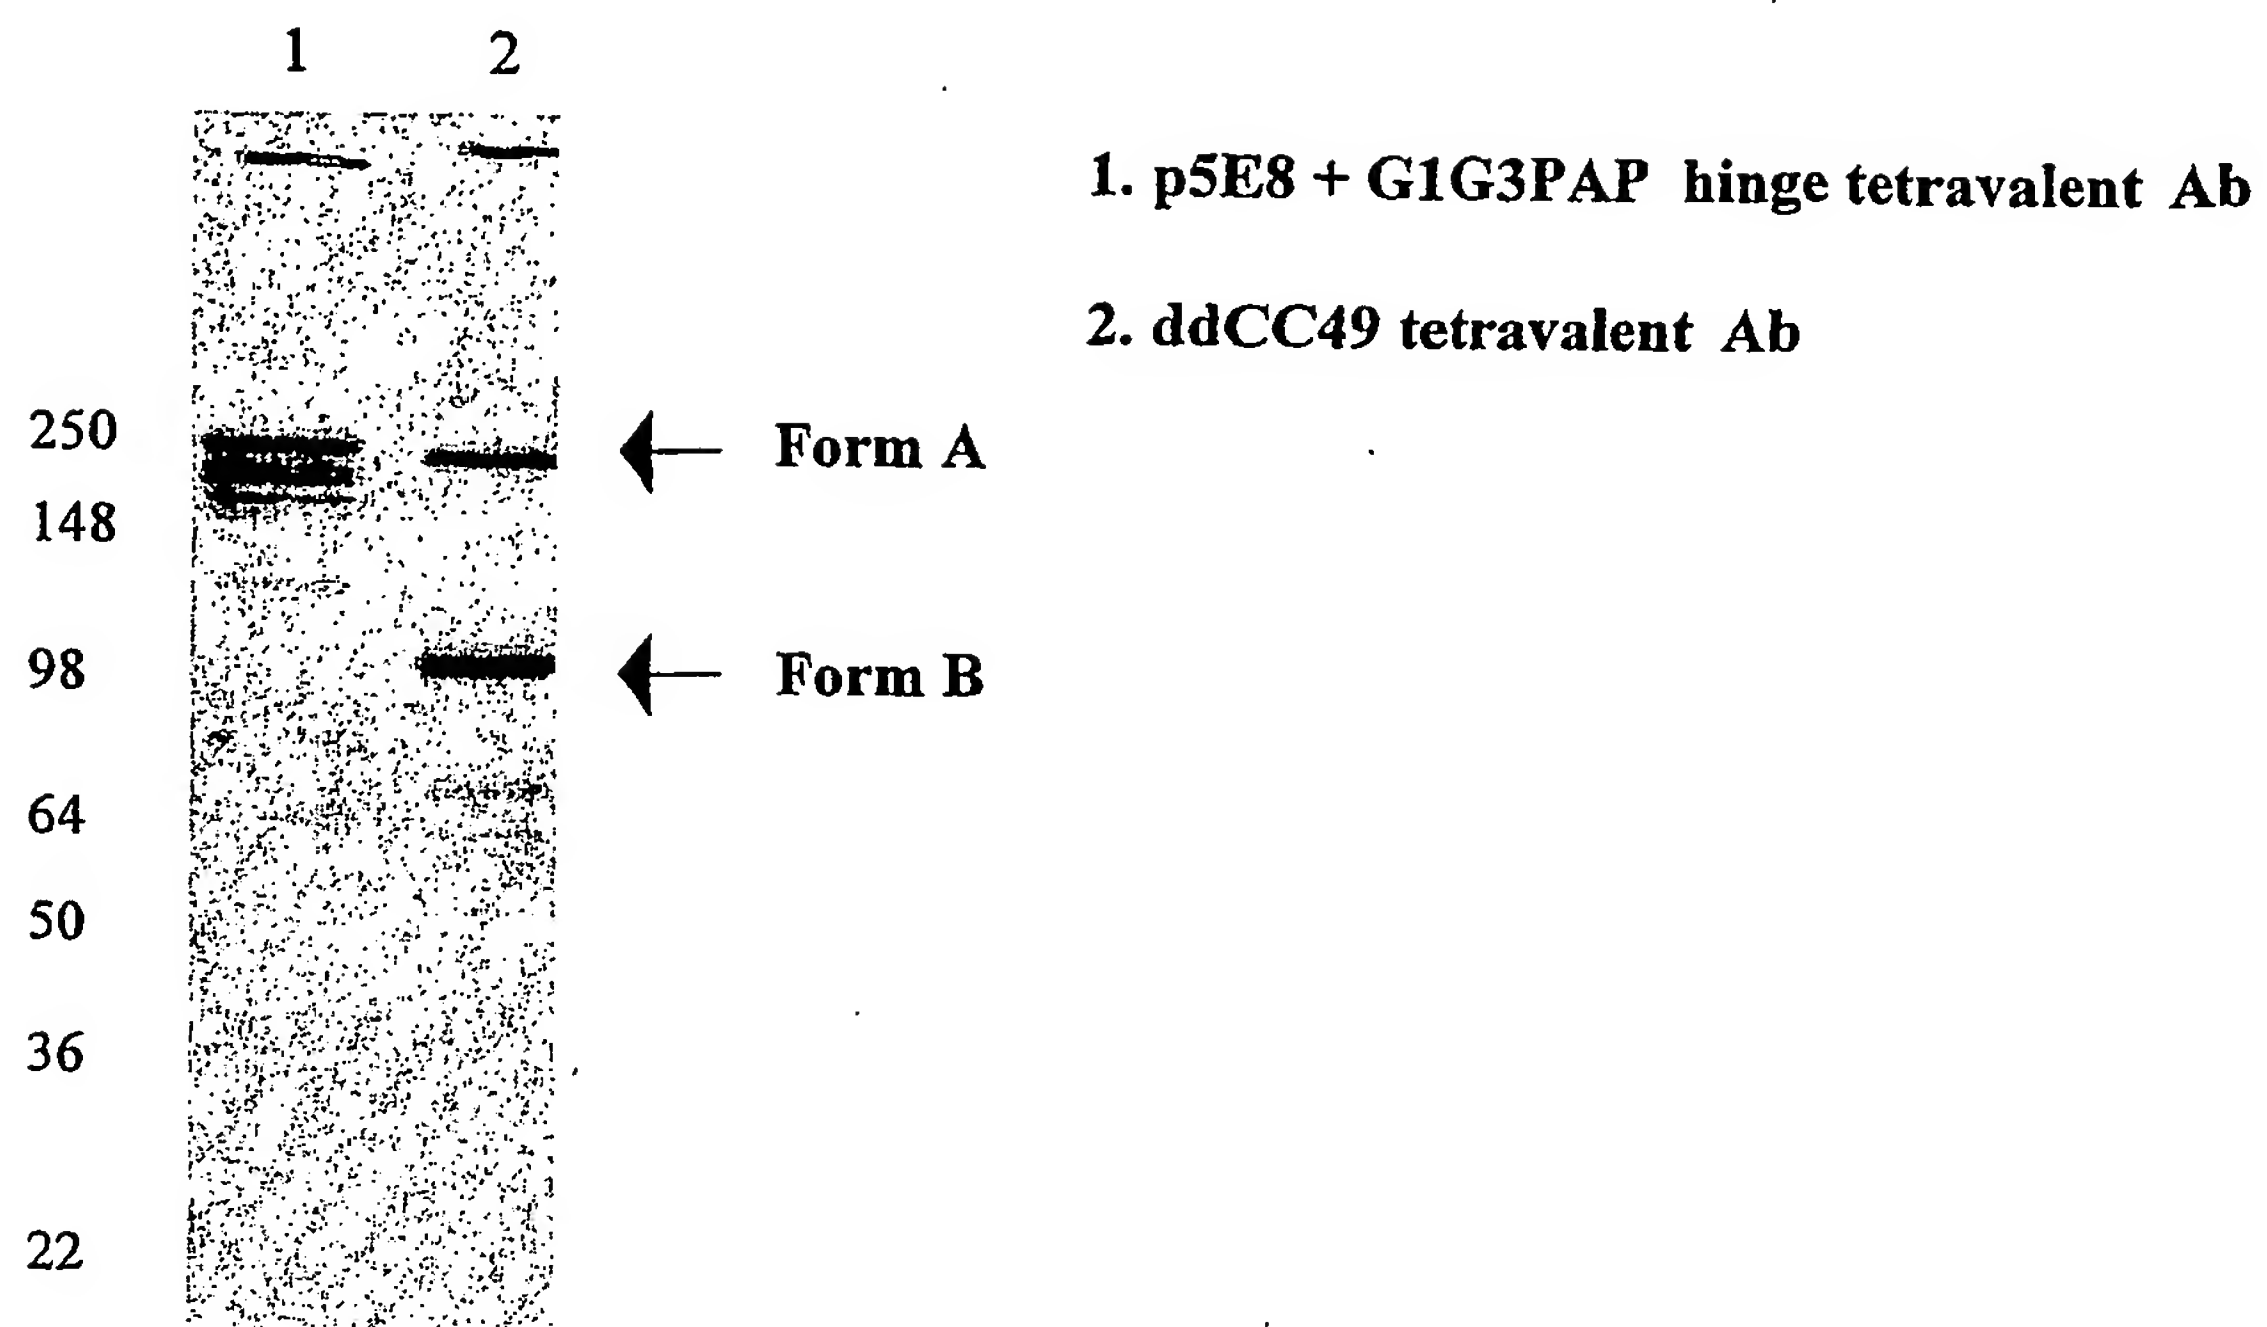 1 2
1. p5E8 + G1G3PAP hinge tetravalent Ab
2. ddCC49 tetravalent Ab
250
Form A
148
98
Form B
64
50
36
22